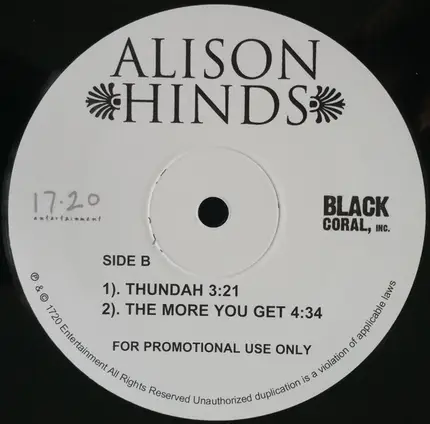 ALISON
HINDS
17·20
entertainment
BLACK
CORAL, INC.
SIDE B
1). THUNDAH 3:21
2). THE MORE YOU GET 4:34
FOR PROMOTIONAL USE ONLY
℗ & © 1720 Entertainment All Rights Reserved Unauthorized duplication is a violation of applicable laws